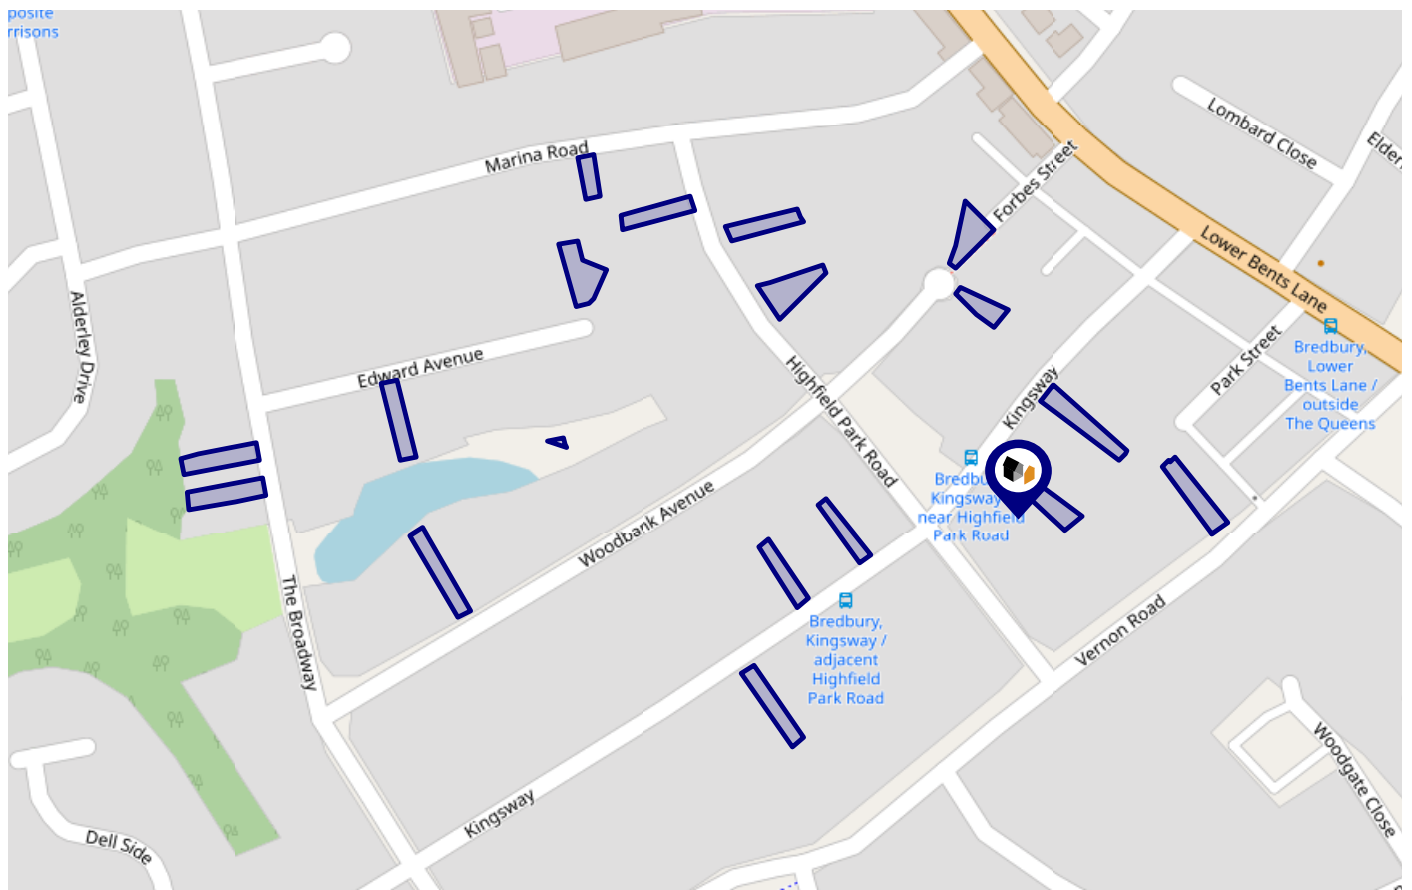 posite
rrisons
Marina Road
Lombard Close
Forbes Street
Lower Bents Lane
Alderley Drive
Edward Avenue
Highfield Park Road
Kingsway
Park Street
Bredbury,
Lower
Bents Lane /
outside
The Queens
Kingsway
near Highfield
Park Road
Woodbank Avenue
The Broadway
Bredbury,
Kingsway /
adjacent
Highfield
Park Road
Vernon Road
Kingsway
Dell Side
Woodgate Close